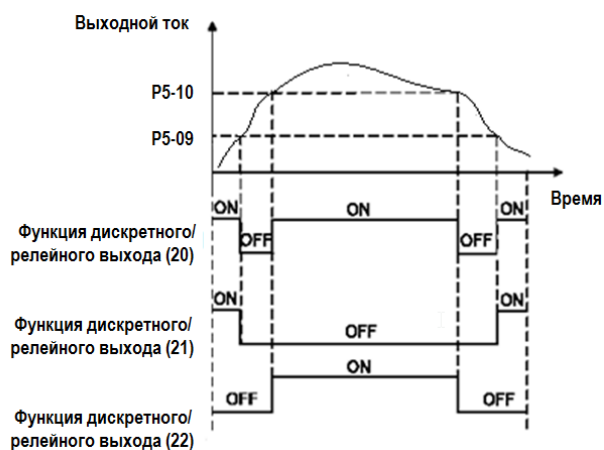 Выходной ток
P5-10
P5-09
Время
ON
ON
ON
Функция дискретного/
релейного выхода (20)
OFF
OFF
ON
ON
Функция дискретного/
релейного выхода (21)
OFF
ON
OFF
OFF
Функция дискретного/
релейного выхода (22)